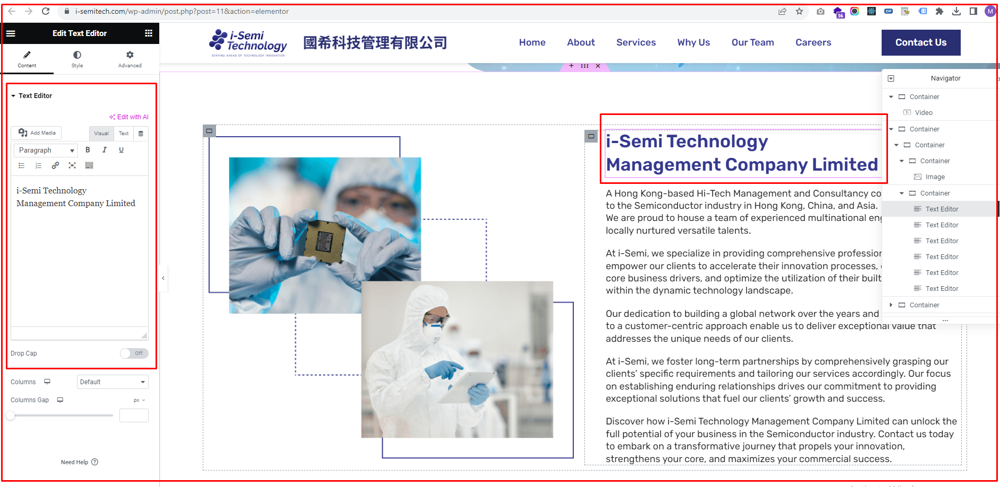 i-semitech.com/wp-admin/post.php?post=11&action=elementor
36
ZIP
M
Edit Text Editor
Content
Style
Advanced
Text Editor
Edit with AI
Add Media
Visual
Text
Paragraph
B
I
U
i-Semi Technology
Management Company Limited
Drop Cap
Off
Columns
Default
Columns Gap
px
Need Help
i-Semi
Technology
STAYING AHEAD OF TECHNOLOGY INNOVATION
國希科技管理有限公司
Home
About
Services
Why Us
Our Team
Careers
Contact Us
i-Semi Technology
Management Company Limited
A Hong Kong-based Hi-Tech Management and Consultancy co
to the Semiconductor industry in Hong Kong, China, and Asia.
We are proud to house a team of experienced multinational eng
locally nurtured versatile talents.
At i-Semi, we specialize in providing comprehensive profession
empower our clients to accelerate their innovation processes,
core business drivers, and optimize the utilization of their built
within the dynamic technology landscape.
Our dedication to building a global network over the years and
to a customer-centric approach enable us to deliver exceptional value that
addresses the unique needs of our clients.
At i-Semi, we foster long-term partnerships by comprehensively grasping our
clients’ specific requirements and tailoring our services accordingly. Our focus
on establishing enduring relationships drives our commitment to providing
exceptional solutions that fuel our clients’ growth and success.
Discover how i-Semi Technology Management Company Limited can unlock the
full potential of your business in the Semiconductor industry. Contact us today
to embark on a transformative journey that propels your innovation,
strengthens your core, and maximizes your commercial success.
Navigator
Container
Video
Container
Container
Container
Image
Container
Text Editor
Text Editor
Text Editor
Text Editor
Text Editor
Text Editor
Container